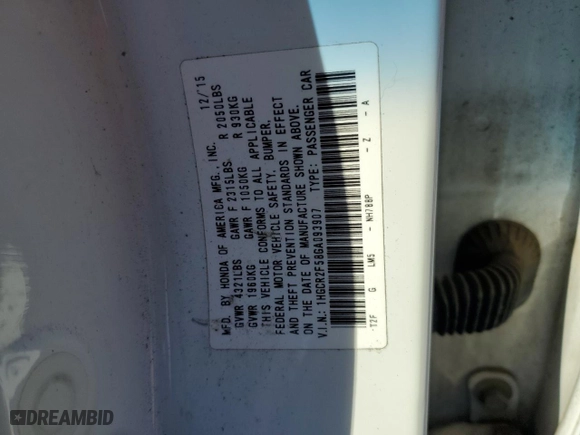 MFD. BY HONDA OF AMERICA MFG., INC. 12/15
GVWR 4321LBS GAWR F 2315LBS R 2050LBS
GVWR 1960KG GAWR F 1050KG R 930KG
THIS VEHICLE CONFORMS TO ALL APPLICABLE
FEDERAL MOTOR VEHICLE SAFETY, BUMPER,
AND THEFT PREVENTION STANDARDS IN EFFECT
ON THE DATE OF MANUFACTURE SHOWN ABOVE.
V.I.N.: 1HGCR2F58GA093907 TYPE: PASSENGER CAR
T2F G LM5 - NH788P - Z - A
DREAMBID